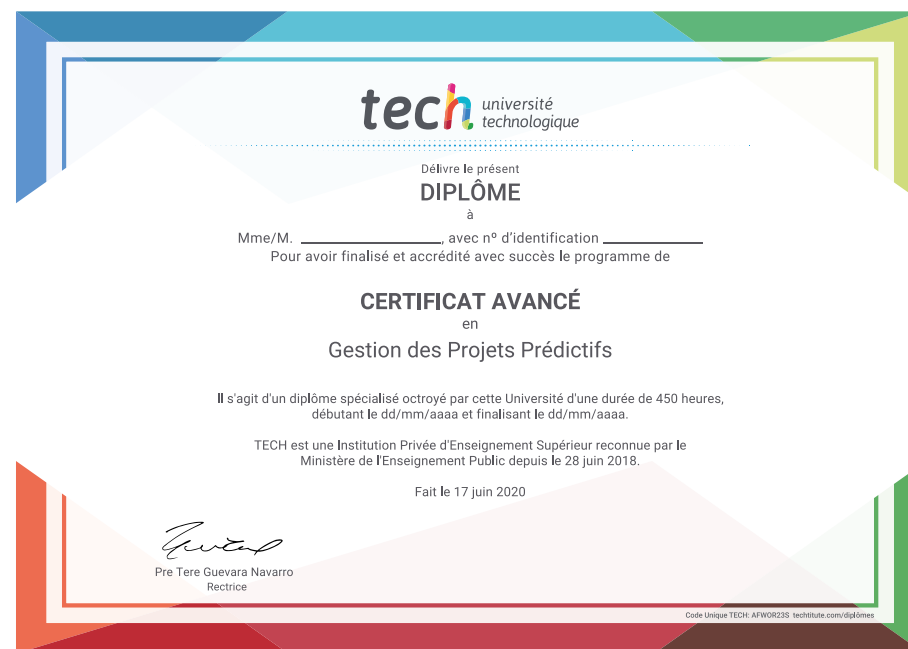 tech université
technologique
Délivre le présent
DIPLÔME
à
Mme/M. ____________________, avec nº d'identification ______________
Pour avoir finalisé et accrédité avec succès le programme de
CERTIFICAT AVANCÉ
en
Gestion des Projets Prédictifs
Il s'agit d'un diplôme spécialisé octroyé par cette Université d'une durée de 450 heures,
débutant le dd/mm/aaaa et finalisant le dd/mm/aaaa.
TECH est une Institution Privée d'Enseignement Supérieur reconnue par le
Ministère de l'Enseignement Public depuis le 28 juin 2018.
Fait le 17 juin 2020
Pre Tere Guevara Navarro
Rectrice
Code Unique TECH: AFWOR23S techtitute.com/diplômes